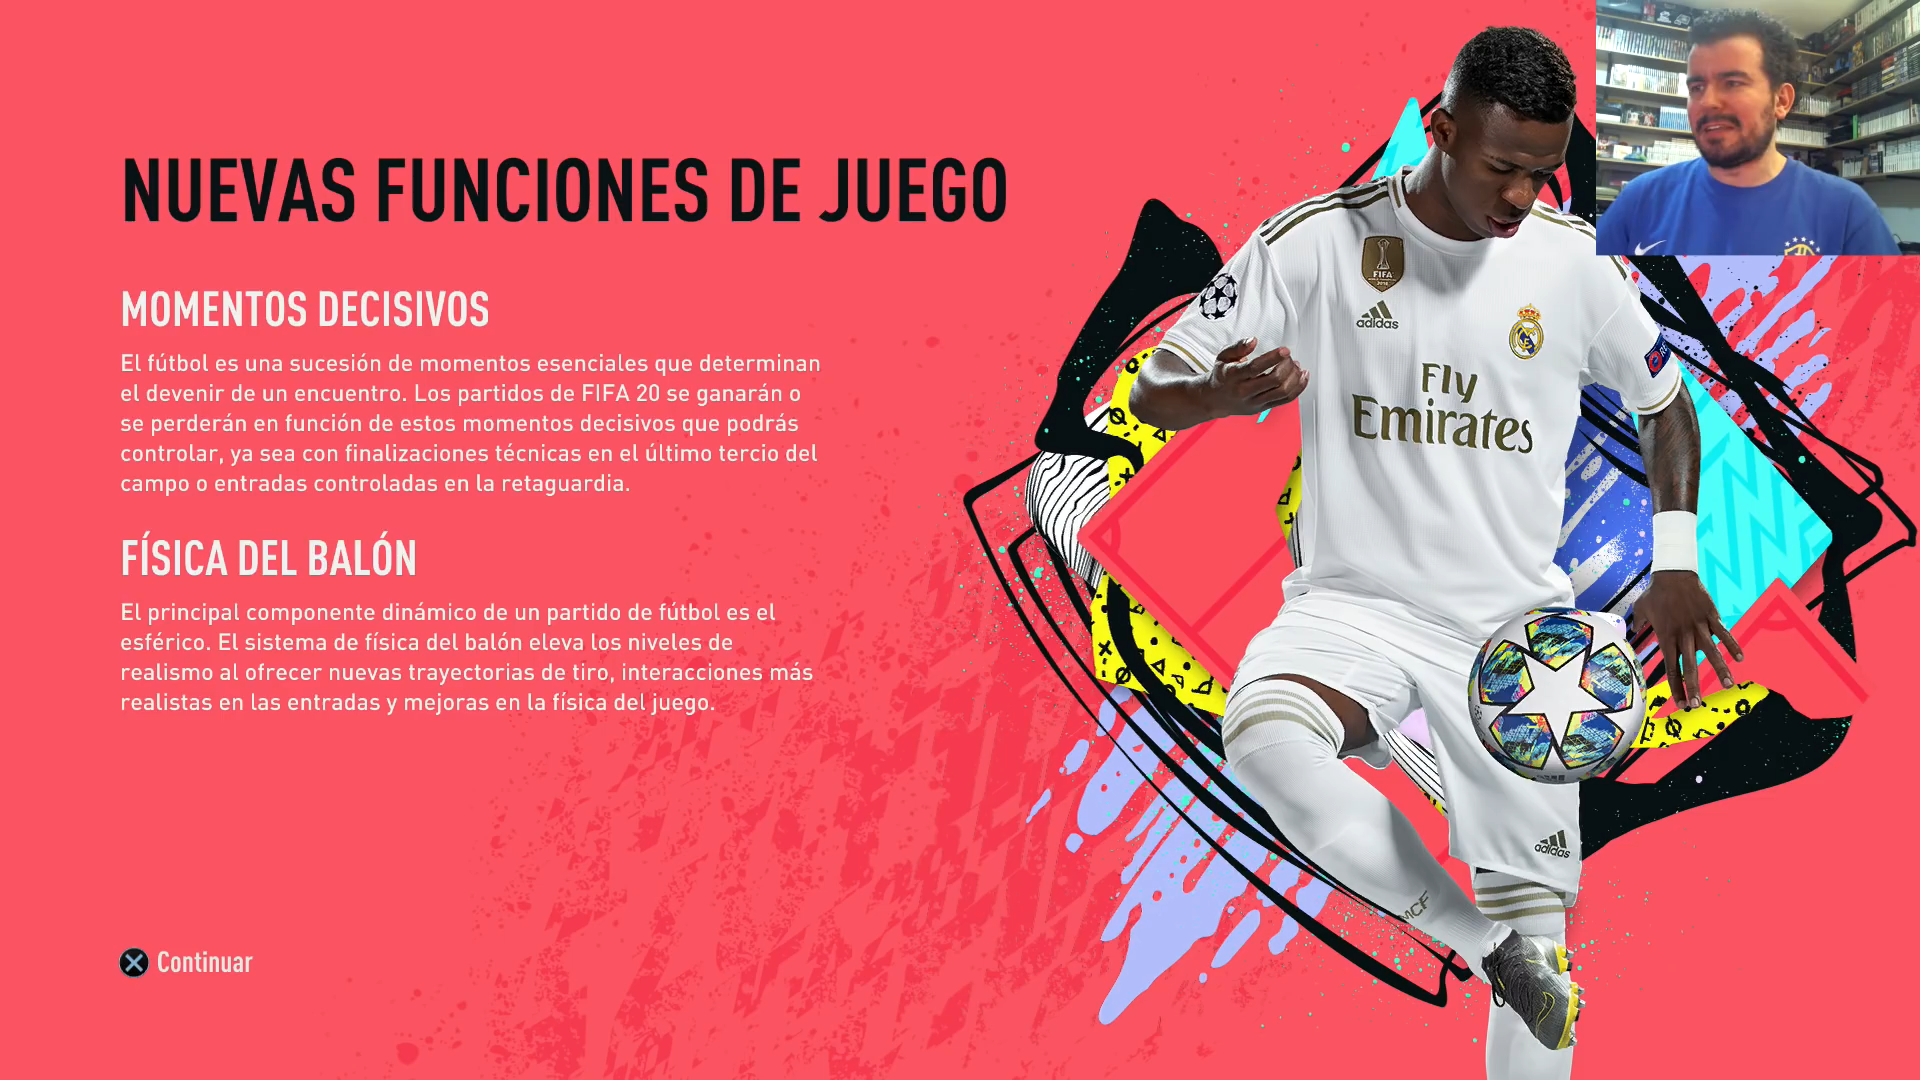 NUEVAS FUNCIONES DE JUEGO
MOMENTOS DECISIVOS
El fútbol es una sucesión de momentos esenciales que determinan
el devenir de un encuentro. Los partidos de FIFA 20 se ganarán o
se perderán en función de estos momentos decisivos que podrás
controlar, ya sea con finalizaciones técnicas en el último tercio del
campo o entradas controladas en la retaguardia.
FÍSICA DEL BALÓN
El principal componente dinámico de un partido de fútbol es el
esférico. El sistema de física del balón eleva los niveles de
realismo al ofrecer nuevas trayectorias de tiro, interacciones más
realistas en las entradas y mejoras en la física del juego.
Continuar
FIFA
adidas
Fly
Emirates
adidas
MCF